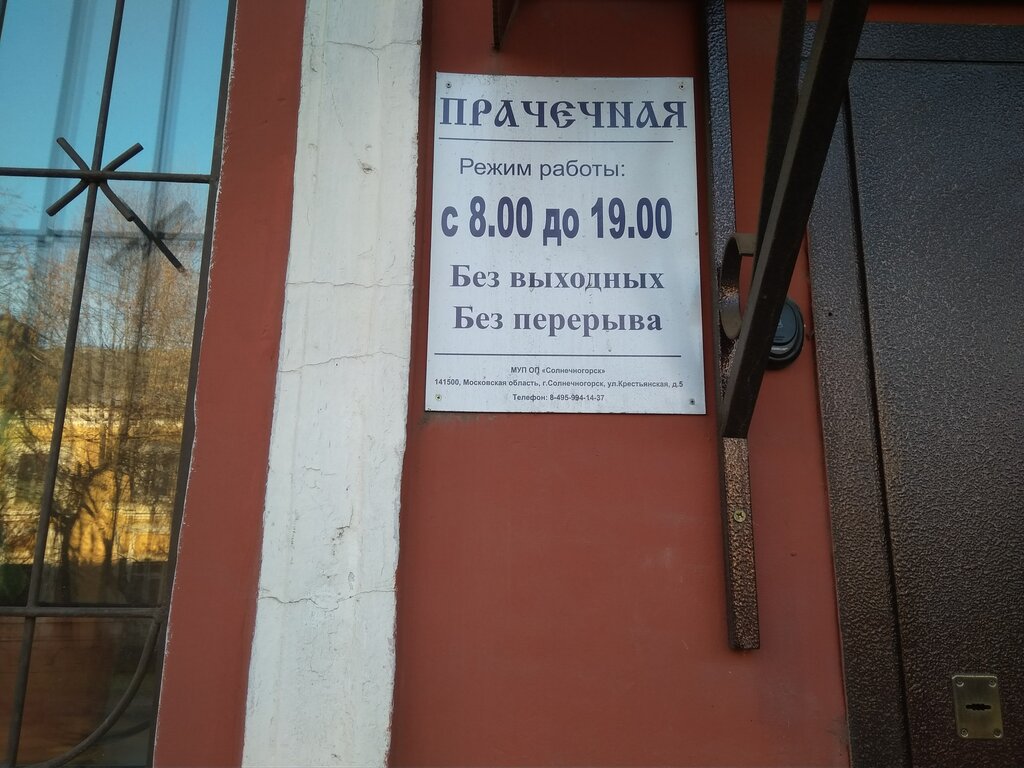 ПРАЧЕЧНАЯ
Режим работы:
с 8.00 до 19.00
Без выходных
Без перерыва
МУП ОП «Солнечногорск»
141500, Московская область, г.Солнечногорск, ул.Крестьянская, д.5
Телефон: 8-495-994-14-37